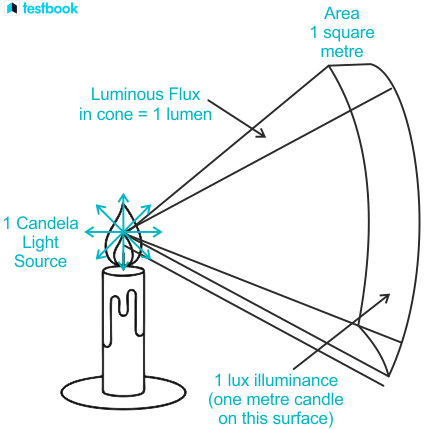 testbook
Area
1 square
metre
Luminous Flux
in cone = 1 lumen
1 Candela
Light
Source
1 lux illuminance
(one metre candle
on this surface)